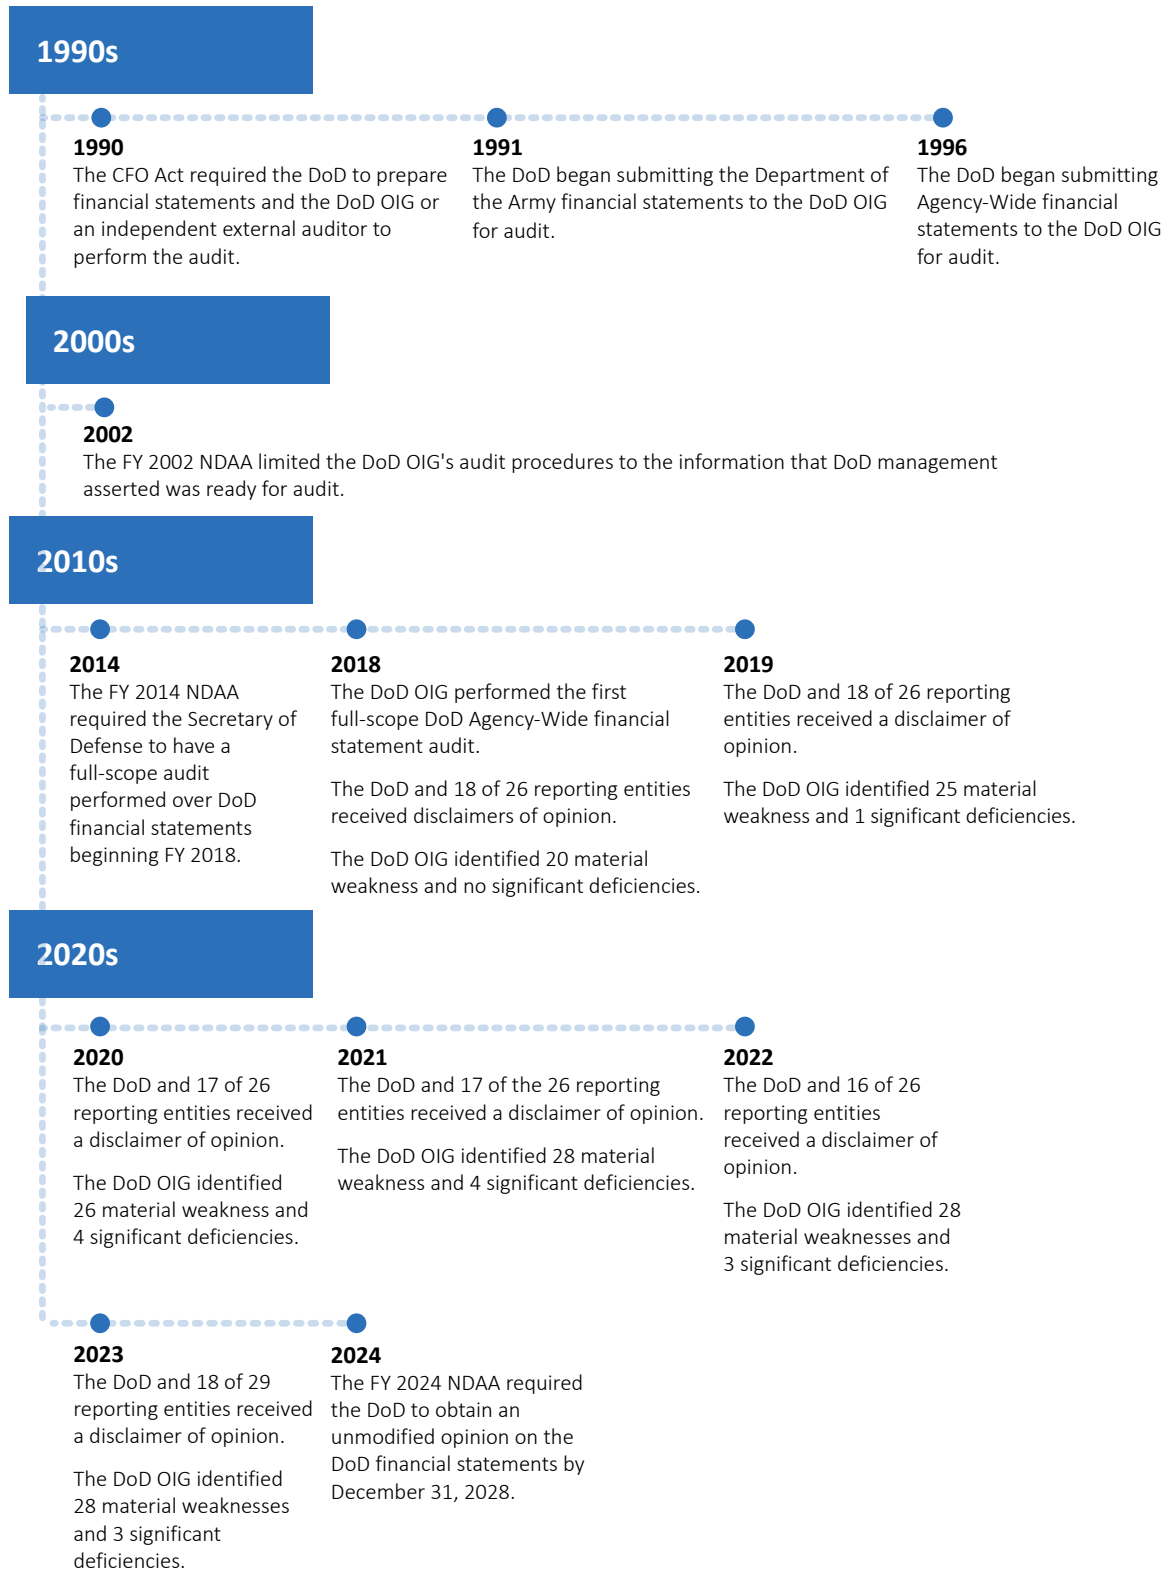 1990s
1990
The CFO Act required the DoD to prepare
financial statements and the DoD OIG or
an independent external auditor to
perform the audit.
1991
The DoD began submitting the Department of
the Army financial statements to the DoD OIG
for audit.
1996
The DoD began submitting
Agency-Wide financial
statements to the DoD OIG
for audit.
2000s
2002
The FY 2002 NDAA limited the DoD OIG's audit procedures to the information that DoD management
asserted was ready for audit.
2010s
2014
The FY 2014 NDAA
required the Secretary of
Defense to have a
full-scope audit
performed over DoD
financial statements
beginning FY 2018.
2018
The DoD OIG performed the first
full-scope DoD Agency-Wide financial
statement audit.
The DoD and 18 of 26 reporting entities
received disclaimers of opinion.
The DoD OIG identified 20 material
weakness and no significant deficiencies.
2019
The DoD and 18 of 26 reporting
entities received a disclaimer of
opinion.
The DoD OIG identified 25 material
weakness and 1 significant deficiencies.
2020s
2020
The DoD and 17 of 26
reporting entities received
a disclaimer of opinion.
The DoD OIG identified
26 material weakness and
4 significant deficiencies.
2021
The DoD and 17 of the 26 reporting
entities received a disclaimer of opinion.
The DoD OIG identified 28 material
weakness and 4 significant deficiencies.
2022
The DoD and 16 of 26
reporting entities
received a disclaimer of
opinion.
The DoD OIG identified 28
material weaknesses and
3 significant deficiencies.
2023
The DoD and 18 of 29
reporting entities received
a disclaimer of opinion.
The DoD OIG identified
28 material weaknesses
and 3 significant
deficiencies.
2024
The FY 2024 NDAA required
the DoD to obtain an
unmodified opinion on the
DoD financial statements by
December 31, 2028.